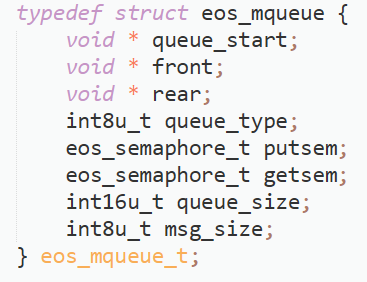 typedef struct eos_mqueue {
    void * queue_start;
    void * front;
    void * rear;
    int8u_t queue_type;
    eos_semaphore_t putsem;
    eos_semaphore_t getsem;
    int16u_t queue_size;
    int8u_t msg_size;
} eos_mqueue_t;